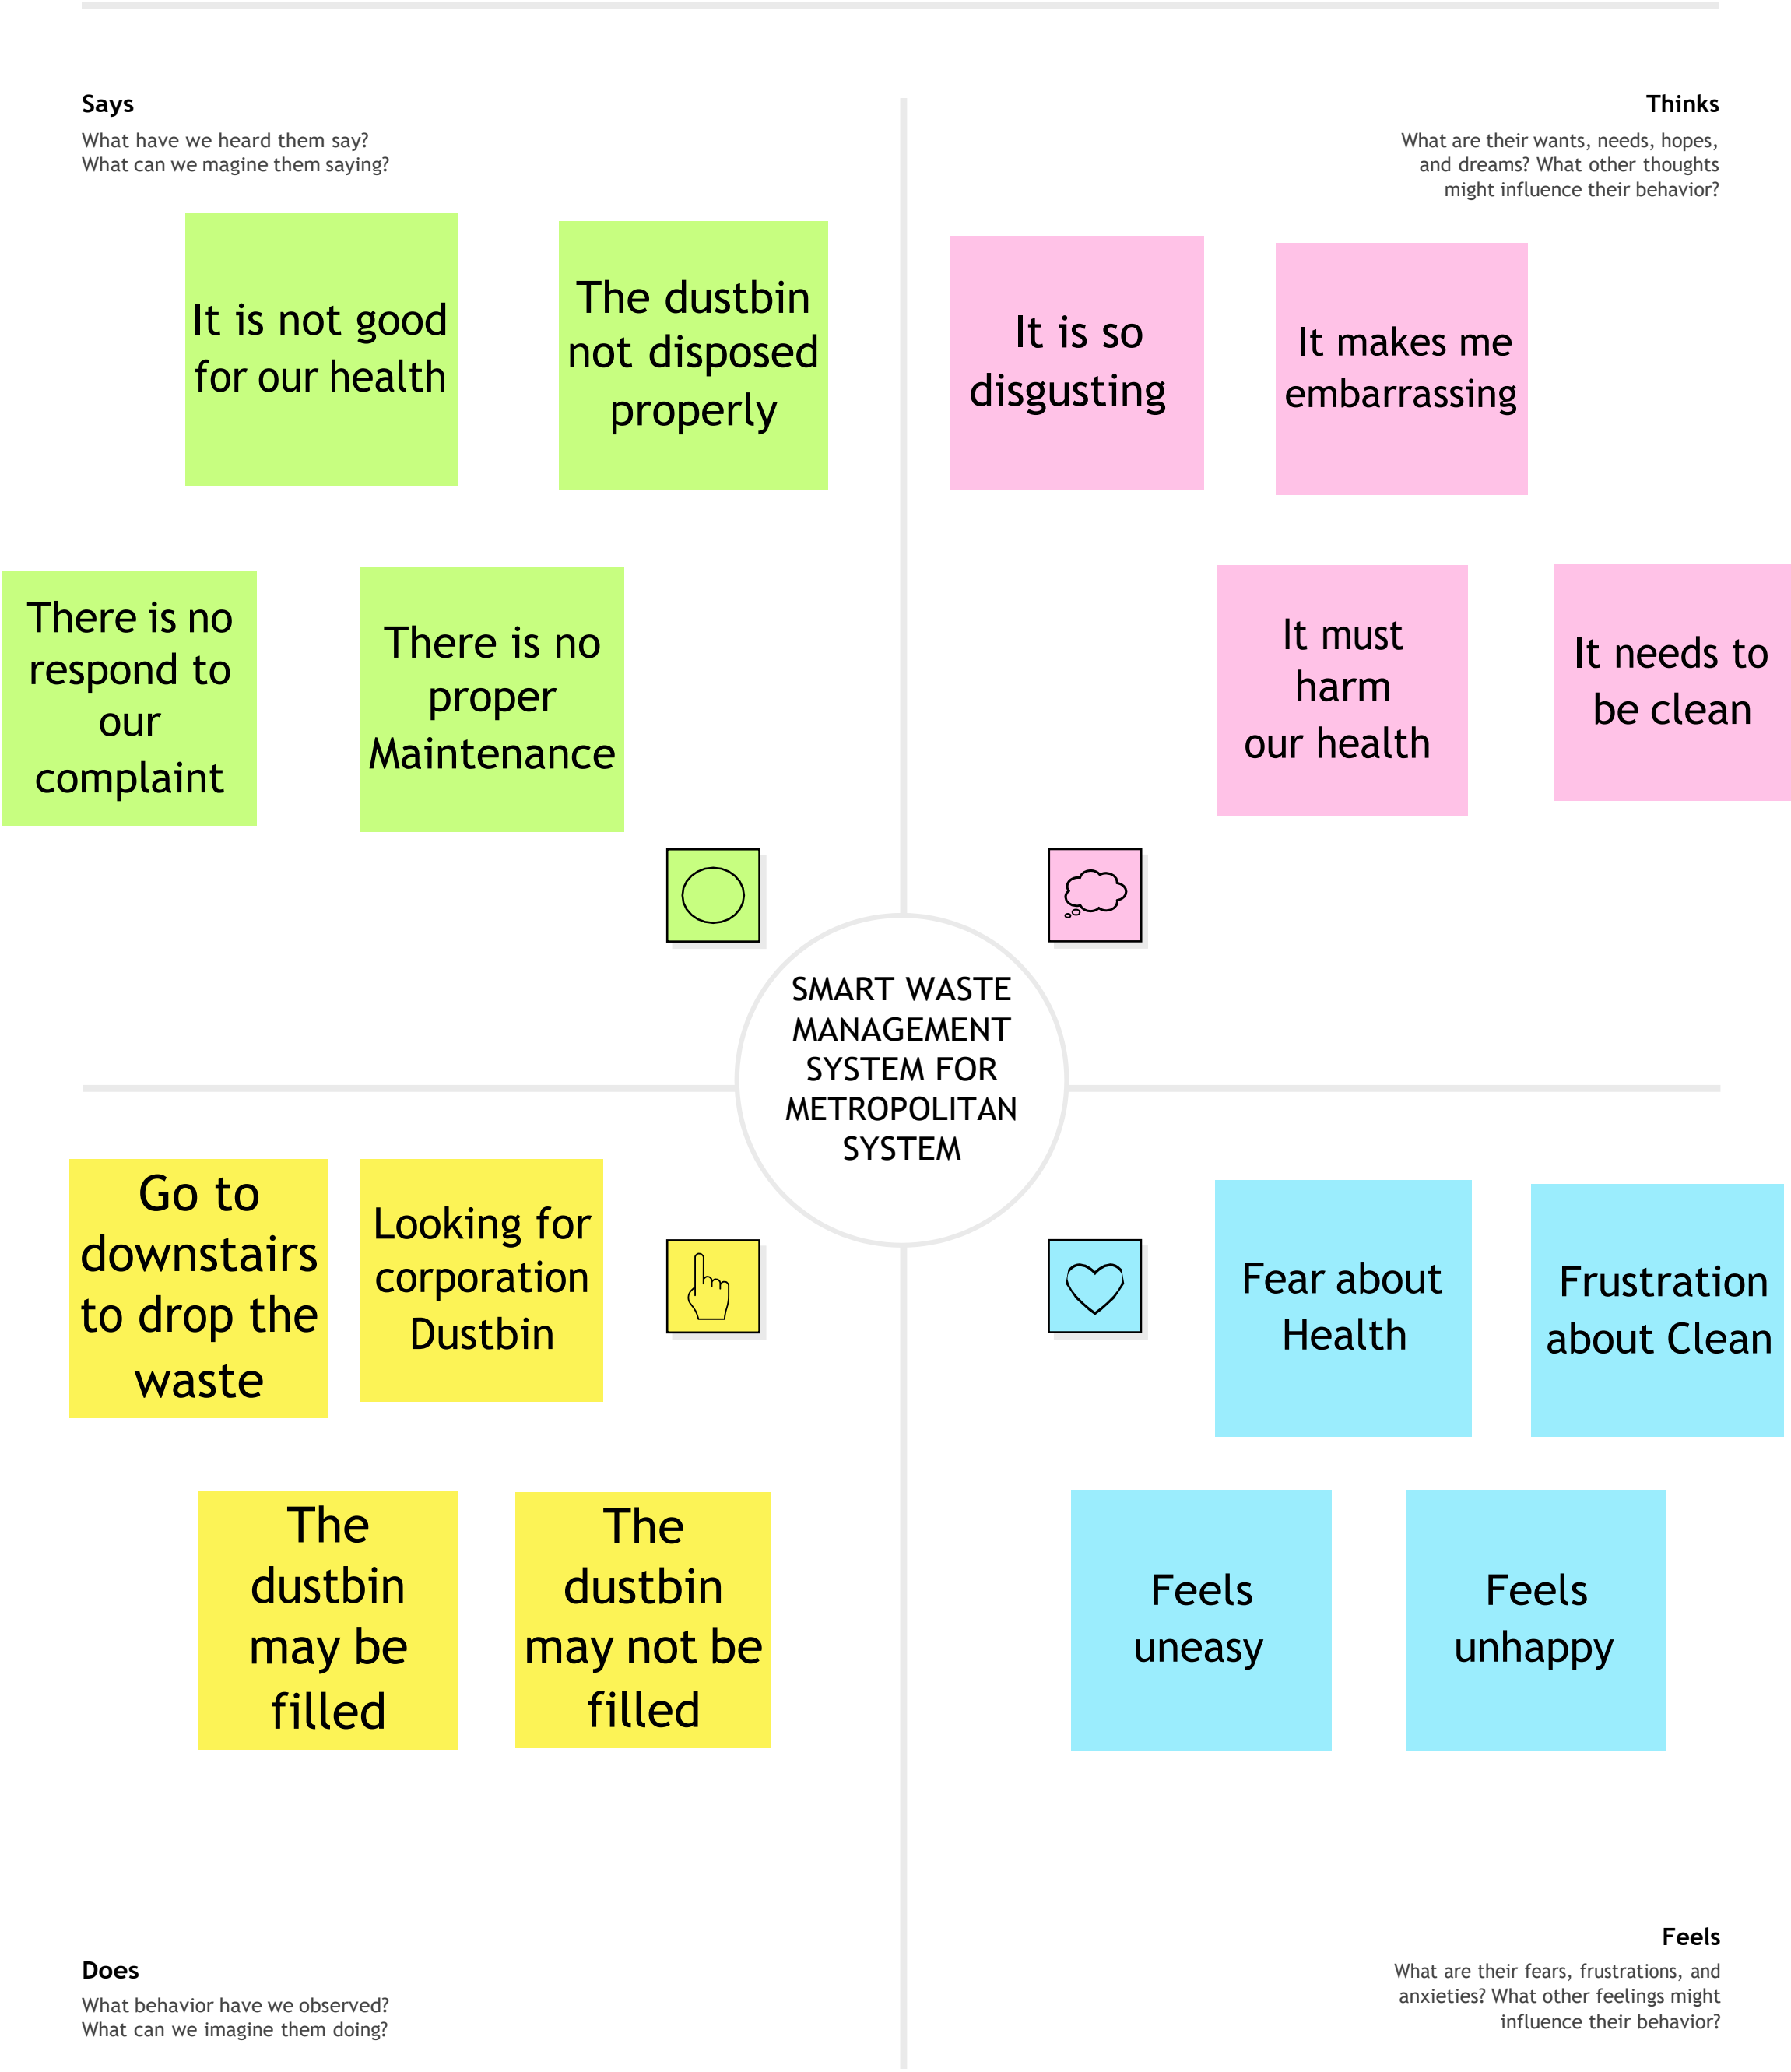 Says
What have we heard them say?
What can we magine them saying?
It is not good
for our health
The dustbin
not disposed
properly
There is no
respond to
our
complaint
There is no
proper
Maintenance
Thinks
What are their wants, needs, hopes,
and dreams? What other thoughts
might influence their behavior?
It is so
disgusting
It makes me
embarrassing
It must
harm
our health
It needs to
be clean
SMART WASTE
MANAGEMENT
SYSTEM FOR
METROPOLITAN
SYSTEM
Go to
downstairs
to drop the
waste
Looking for
corporation
Dustbin
The
dustbin
may be
filled
The
dustbin
may not be
filled
Does
What behavior have we observed?
What can we imagine them doing?
Fear about
Health
Frustration
about Clean
Feels
uneasy
Feels
unhappy
Feels
What are their fears, frustrations, and
anxieties? What other feelings might
influence their behavior?